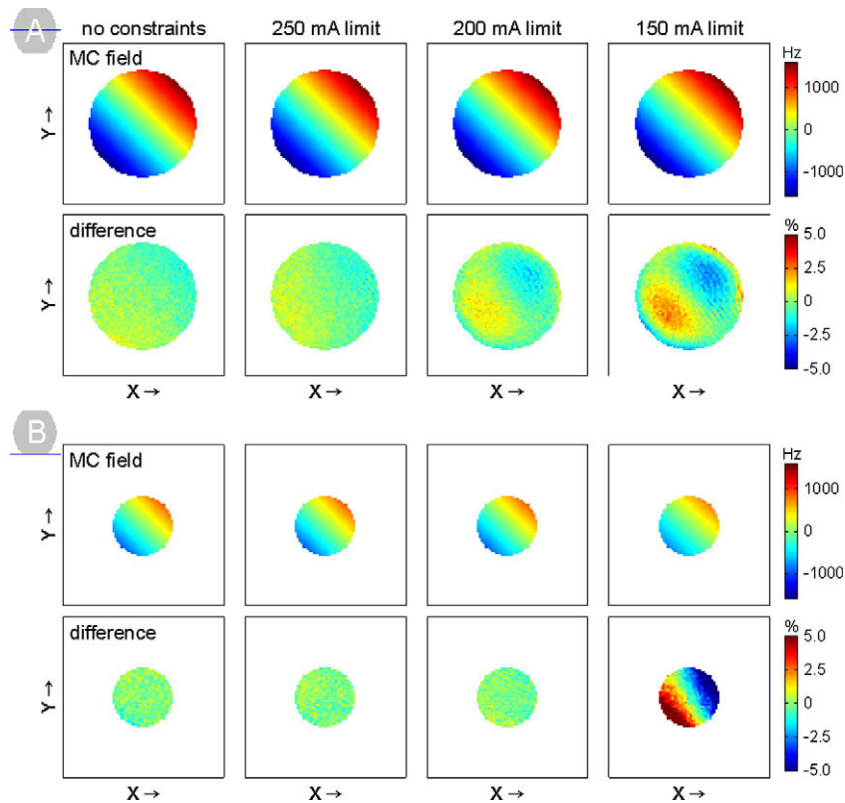 A
no constraints 250 mA limit 200 mA limit 150 mA limit
MC field
Hz
1000
0
-1000
Y →
difference
%
5.0
2.5
0
-2.5
-5.0
Y →
X → X → X → X →
B
MC field
Hz
1000
0
-1000
Y →
difference
%
5.0
2.5
0
-2.5
-5.0
Y →
X → X → X → X →